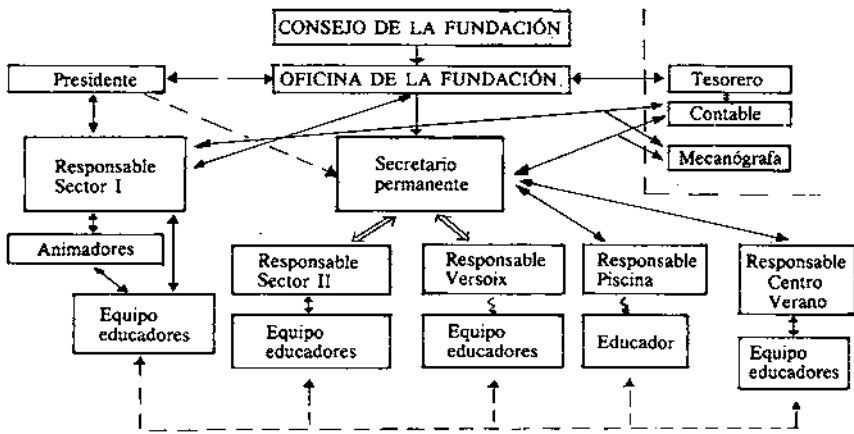 CONSEJO DE LA FUNDACIÓN
Presidente
OFICINA DE LA FUNDACIÓN
Tesorero
Contable
Mecanógrafa
Responsable
Sector I
Secretario
permanente
Animadores
Responsable
Sector II
Responsable
Versoix
Responsable
Piscina
Responsable
Centro
Verano
Equipo
educadores
Equipo
educadores
Equipo
educadores
Educador
Equipo
educadores